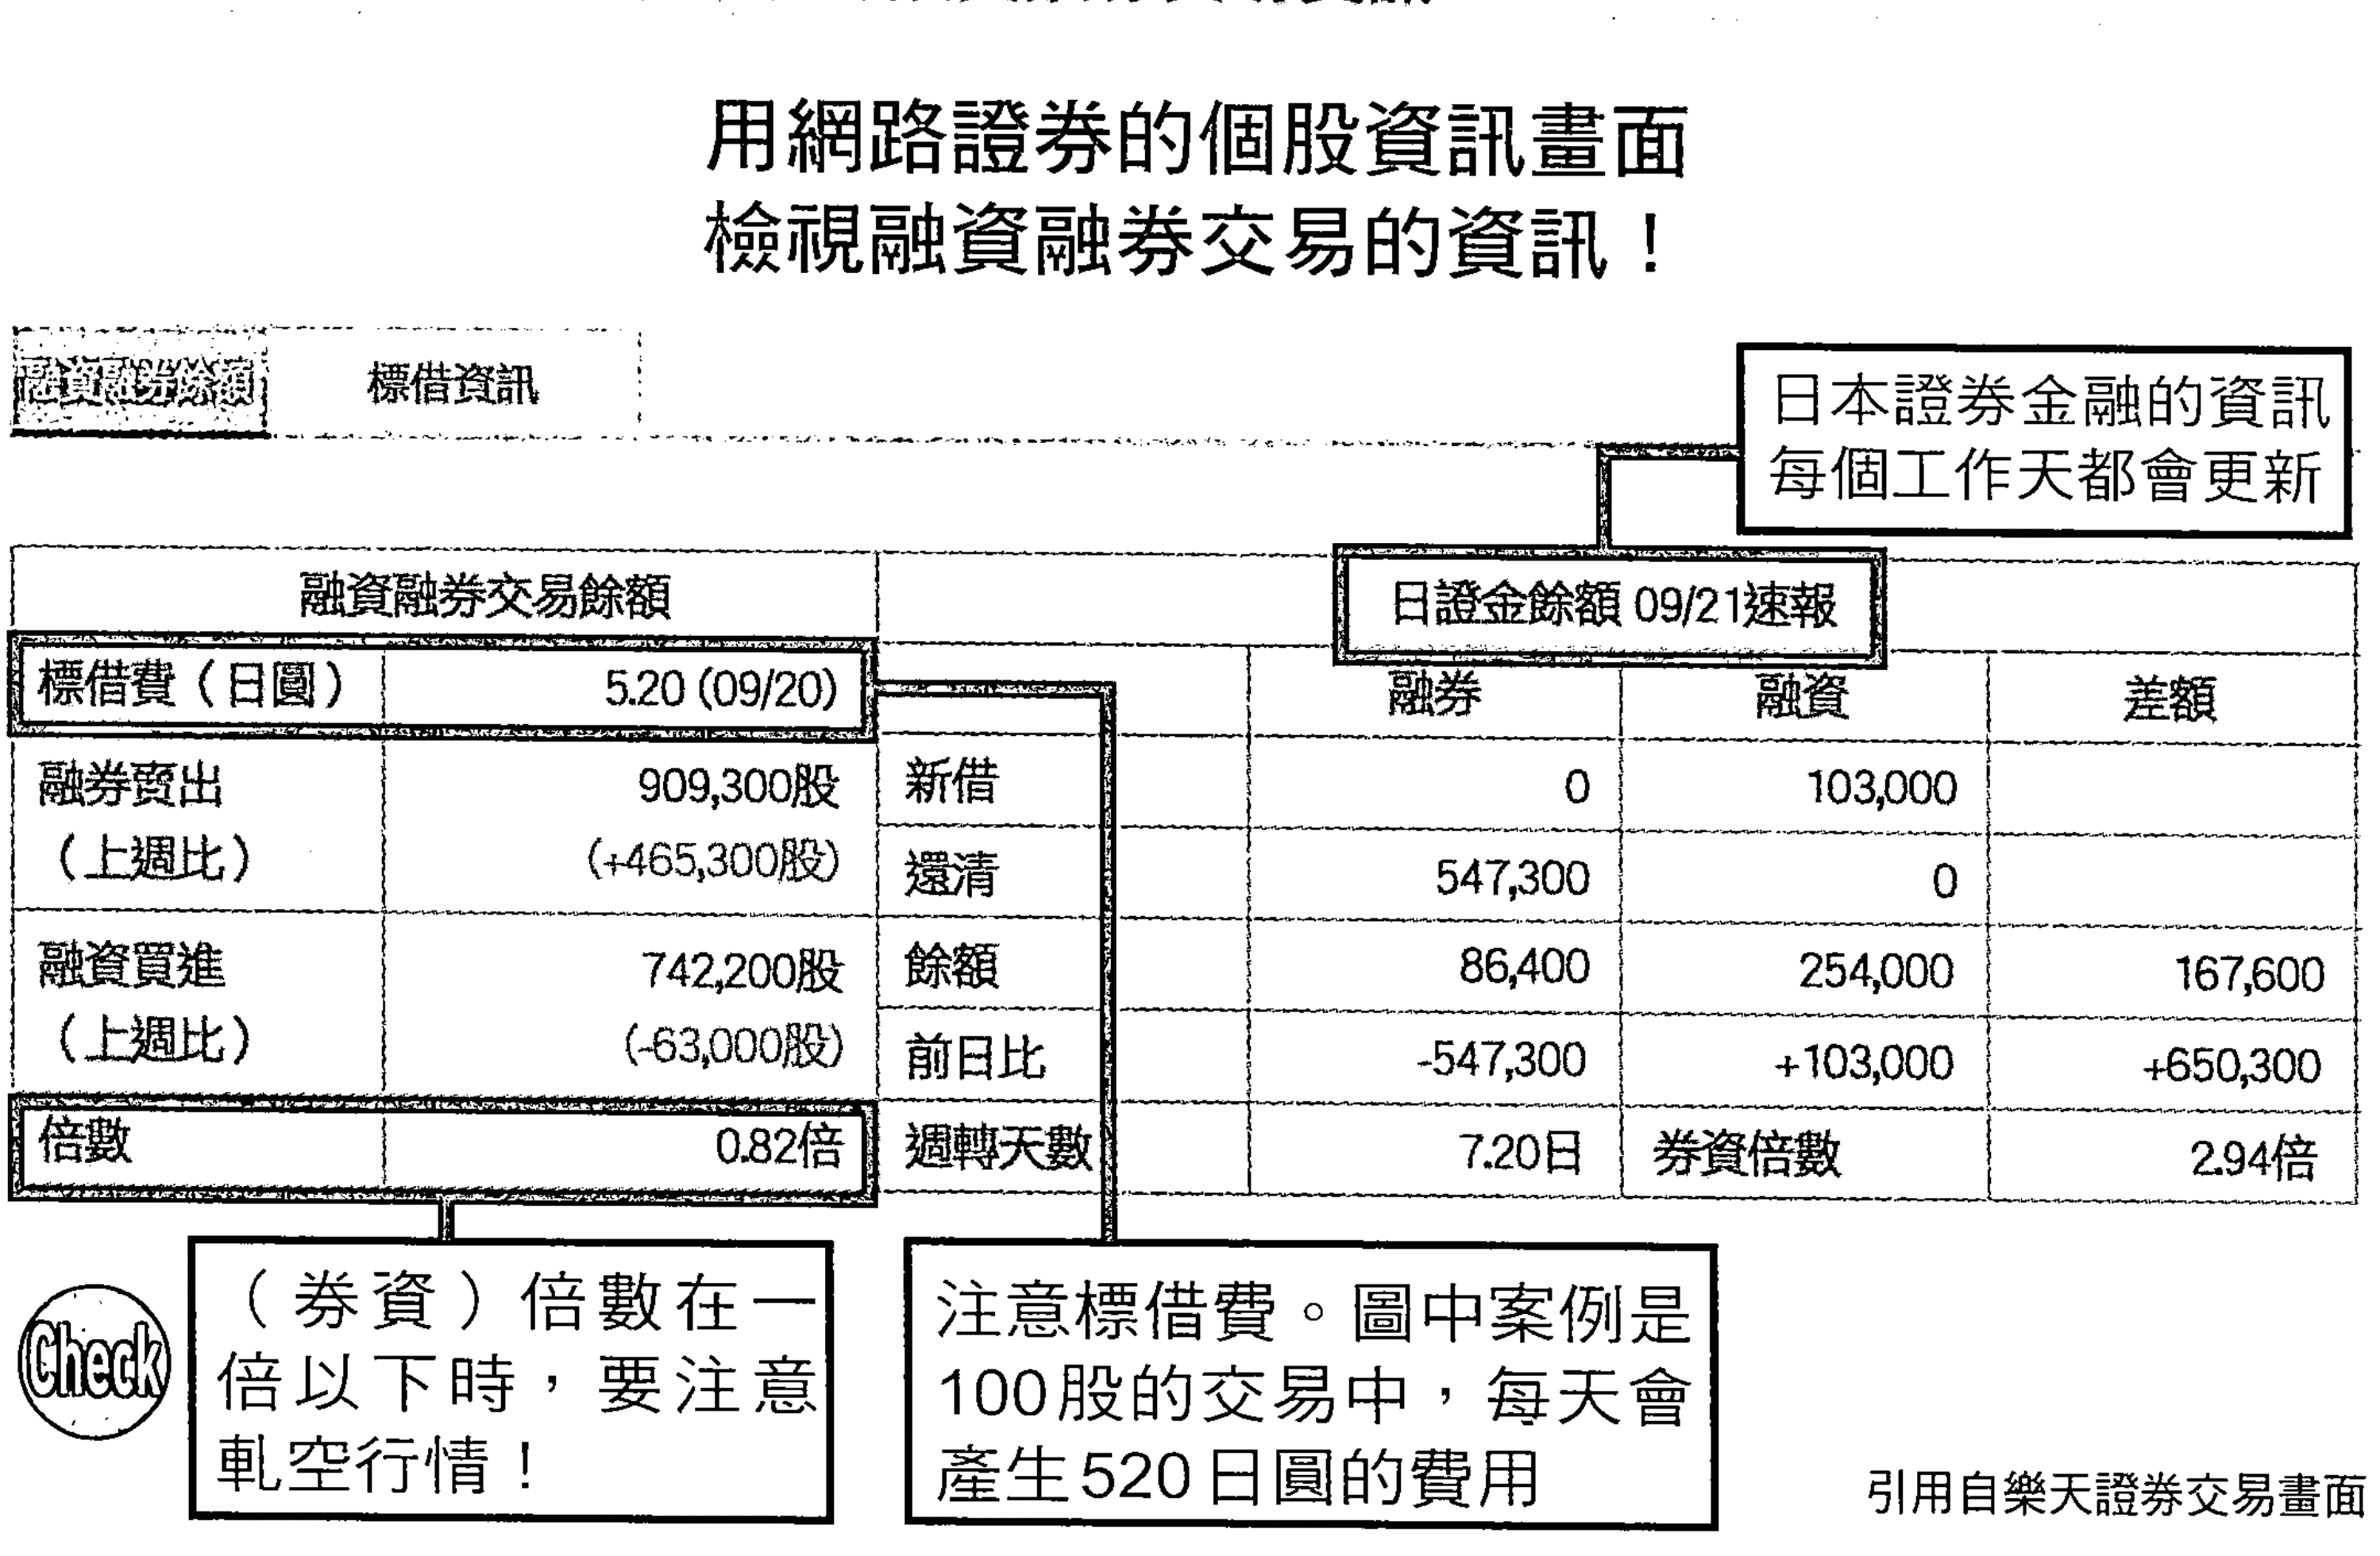 用網路證券的個股資訊畫面
檢視融資融券交易的資訊！
融資融券餘額 標借資訊
日本證券金融的資訊
每個工作天都會更新
融資融券交易餘額 日證金餘額 09/21速報
標借費（日圓） 5.20 (09/20) 融券 融資 差額
融券賣出 909,300股 新借 0 103,000
（上週比） (+465,300股) 還清 547,300 0
融資買進 742,200股 餘額 86,400 254,000 167,600
（上週比） (-63,000股) 前日比 -547,300 +103,000 +650,300
倍數 0.82倍 週轉天數 7.20日 券資倍數 2.94倍
Check
（券資）倍數在一
倍以下時，要注意
軋空行情！
注意標借費。圖中案例是
100股的交易中，每天會
產生520日圓的費用
引用自樂天證券交易畫面